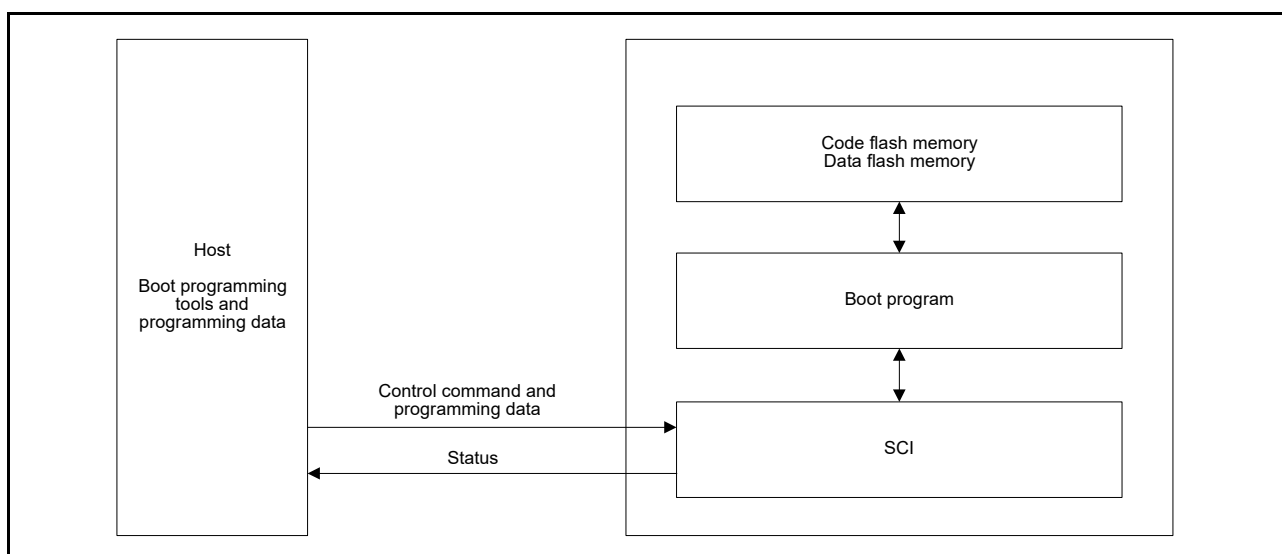 Host
Boot programming
tools and
programming data
Control command and
programming data
Status
Code flash memory
Data flash memory
Boot program
SCI